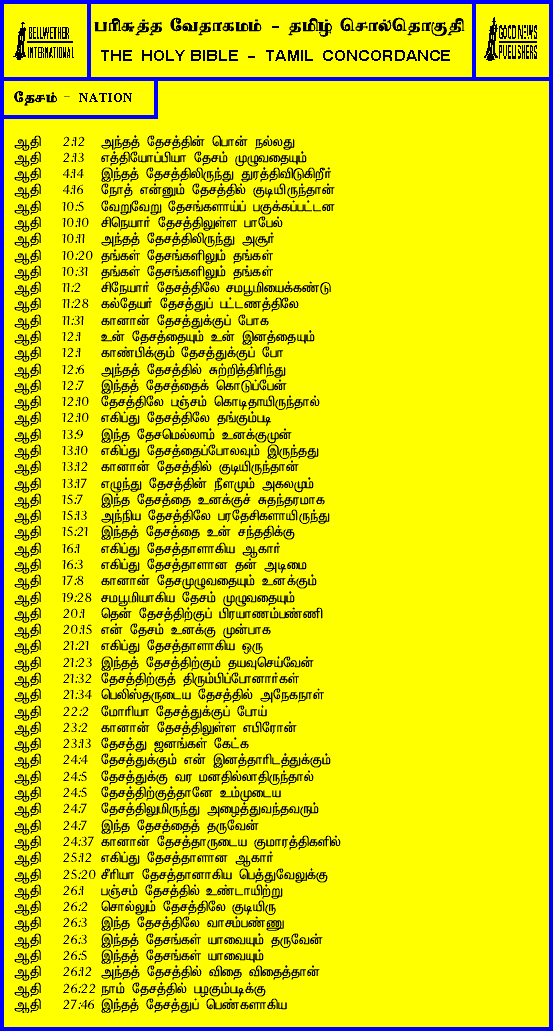 BELLWETHER
INTERNATIONAL
பரிசுத்த வேதாகமம் - தமிழ் சொல்தொகுதி
THE HOLY BIBLE - TAMIL CONCORDANCE
GOOD NEWS
PUBLISHERS
தேசம் - NATION
ஆதி 2:12 அந்தத் தேசத்தின் பொன் நல்லது
ஆதி 2:13 எத்தியோப்பியா தேசம் முழுவதையும்
ஆதி 4:14 இந்தத் தேசத்திலிருந்து துரத்திவிடுகிறீர்
ஆதி 4:16 நோத் என்னும் தேசத்தில் குடியிருந்தான்
ஆதி 10:5 வேறுவேறு தேசங்களாய்ப் பகுக்கப்பட்டன
ஆதி 10:10 சிநெயார் தேசத்திலுள்ள பாபேல்
ஆதி 10:11 அந்தத் தேசத்திலிருந்து அசூர்
ஆதி 10:20 தங்கள் தேசங்களிலும் தங்கள்
ஆதி 10:31 தங்கள் தேசங்களிலும் தங்கள்
ஆதி 11:2 சிநேயார் தேசத்திலே சமபூமியைக்கண்டு
ஆதி 11:28 கல்தேயர் தேசத்துப் பட்டணத்திலே
ஆதி 11:31 கானான் தேசத்துக்குப் போக
ஆதி 12:1 உன் தேசத்தையும் உன் இனத்தையும்
ஆதி 12:1 காண்பிக்கும் தேசத்துக்குப் போ
ஆதி 12:6 அந்தத் தேசத்தில் சுற்றித்திரிந்து
ஆதி 12:7 இந்தத் தேசத்தைக் கொடுப்பேன்
ஆதி 12:10 தேசத்திலே பஞ்சம் கொடிதாயிருந்தால்
ஆதி 12:10 எகிப்து தேசத்திலே தங்கும்படி
ஆதி 13:9 இந்த தேசமெல்லாம் உனக்குமுன்
ஆதி 13:10 எகிப்து தேசத்தைப்போலவும் இருந்தது
ஆதி 13:12 கானான் தேசத்தில் குடியிருந்தான்
ஆதி 13:17 எழுந்து தேசத்தின் நீளமும் அகலமும்
ஆதி 15:7 இந்த தேசத்தை உனக்குச் சுதந்தரமாக
ஆதி 15:13 அந்நிய தேசத்திலே பரதேசிகளாயிருந்து
ஆதி 15:21 இந்தத் தேசத்தை உன் சந்ததிக்கு
ஆதி 16:1 எகிப்து தேசத்தாளாகிய ஆகார்
ஆதி 16:3 எகிப்து தேசத்தாளான தன் அடிமை
ஆதி 17:8 கானான் தேசமுழுவதையும் உனக்கும்
ஆதி 19:28 சமபூமியாகிய தேசம் முழுவதையும்
ஆதி 20:1 தென் தேசத்திற்குப் பிரயாணம்பண்ணி
ஆதி 20:15 என் தேசம் உனக்கு முன்பாக
ஆதி 21:21 எகிப்து தேசத்தாளாகிய ஒரு
ஆதி 21:23 இந்தத் தேசத்திற்கும் தயவுசெய்வேன்
ஆதி 21:32 தேசத்திற்குத் திரும்பிப்போனார்கள்
ஆதி 21:34 பெலிஸ்தருடைய தேசத்தில் அநேகநாள்
ஆதி 22:2 மோரியா தேசத்துக்குப் போய்
ஆதி 23:2 கானான் தேசத்திலுள்ள எபிரோன்
ஆதி 23:13 தேசத்து ஜனங்கள் கேட்க
ஆதி 24:4 தேசத்துக்கும் என் இனத்தாரிடத்துக்கும்
ஆதி 24:5 தேசத்துக்கு வர மனதில்லாதிருந்தால்
ஆதி 24:5 தேசத்திற்குத்தானே உம்முடைய
ஆதி 24:7 தேசத்திலுமிருந்து அழைத்துவந்தவரும்
ஆதி 24:7 இந்த தேசத்தைத் தருவேன்
ஆதி 24:37 கானான் தேசத்தாருடைய குமாரத்திகளில்
ஆதி 25:12 எகிப்து தேசத்தாளான ஆகார்
ஆதி 25:20 சீரியா தேசத்தானாகிய பெத்துவேலுக்கு
ஆதி 26:1 பஞ்சம் தேசத்தில் உண்டாயிற்று
ஆதி 26:2 சொல்லும் தேசத்திலே குடியிரு
ஆதி 26:3 இந்த தேசத்திலே வாசம்பண்ணு
ஆதி 26:3 இந்தத் தேசங்கள் யாவையும் தருவேன்
ஆதி 26:5 இந்தத் தேசங்கள் யாவையும்
ஆதி 26:12 அந்தத் தேசத்தில் விதை விதைத்தான்
ஆதி 26:22 நாம் தேசத்தில் பழகும்படிக்கு
ஆதி 27:46 இந்தத் தேசத்துப் பெண்களாகிய